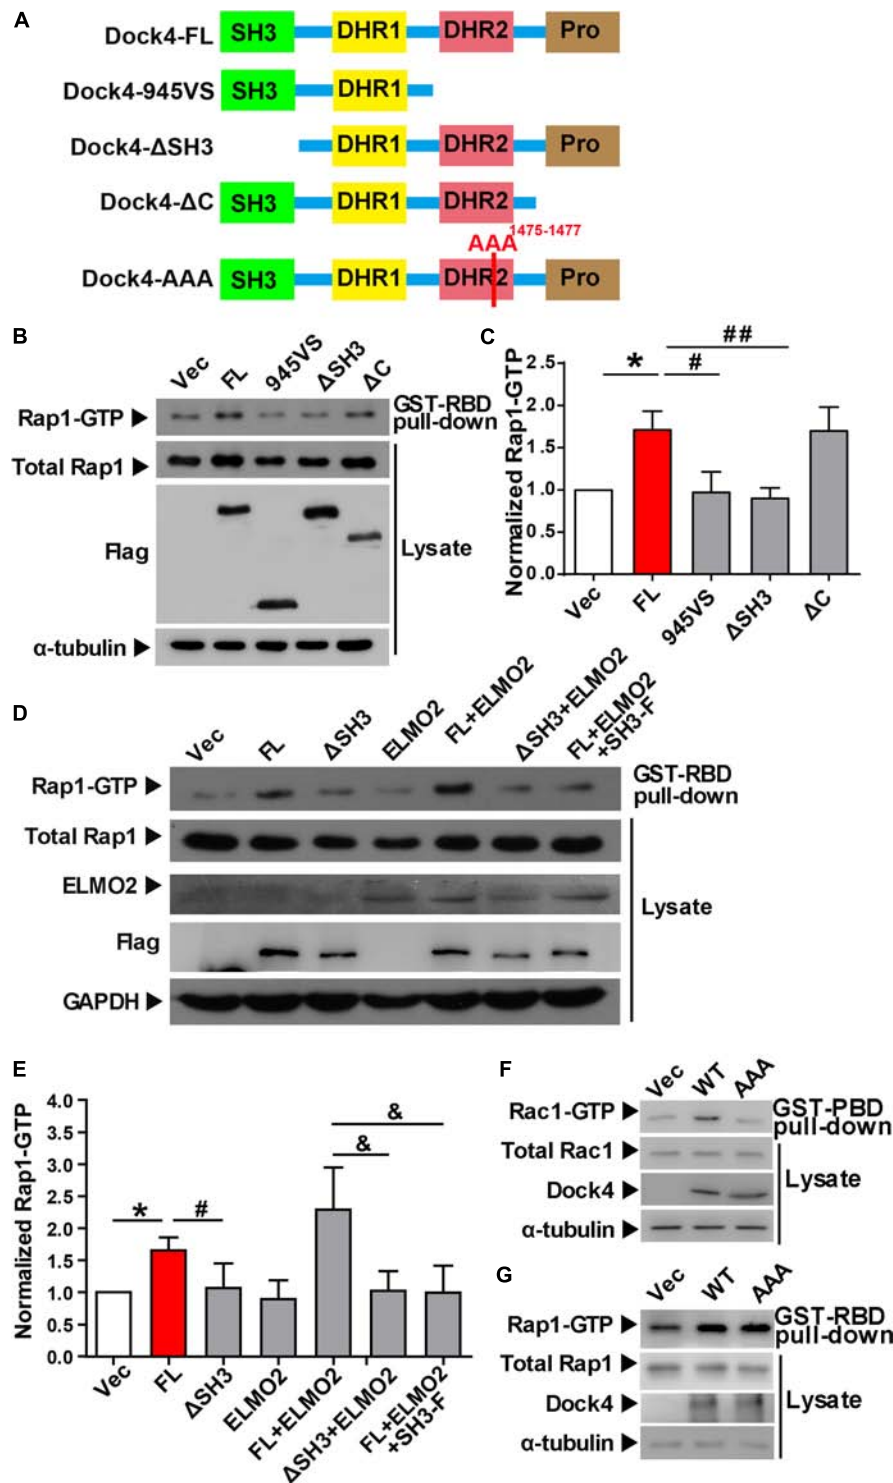 A
Dock4-FL SH3 DHR1 DHR2 Pro
Dock4-945VS SH3 DHR1
Dock4-ΔSH3 DHR1 DHR2 Pro
Dock4-ΔC SH3 DHR1 DHR2
AAA1475-1477
Dock4-AAA SH3 DHR1 DHR2 Pro
B
Vec FL 945VS ΔSH3 ΔC
Rap1-GTP GST-RBD
pull-down
Total Rap1
Flag
α-tubulin
Lysate
C
Normalized Rap1-GTP
2.5
2.0
1.5
1.0
0.5
0.0
* # ##
Vec FL 945VS ΔSH3 ΔC
D
Vec FL ΔSH3 ELMO2 FL+ELMO2 ΔSH3+ELMO2 FL+ELMO2
+SH3-F
Rap1-GTP GST-RBD
pull-down
Total Rap1
ELMO2
Flag
GAPDH
Lysate
E
Normalized Rap1-GTP
4.0
3.5
3.0
2.5
2.0
1.5
1.0
0.5
0.0
* # & &
Vec FL ΔSH3 ELMO2 FL+ELMO2 ΔSH3+ELMO2 FL+ELMO2
+SH3-F
F
Vec WT AAA
Rac1-GTP GST-PBD
pull-down
Total Rac1
Dock4
α-tubulin
Lysate
G
Vec WT AAA
Rap1-GTP GST-RBD
pull-down
Total Rap1
Dock4
α-tubulin
Lysate